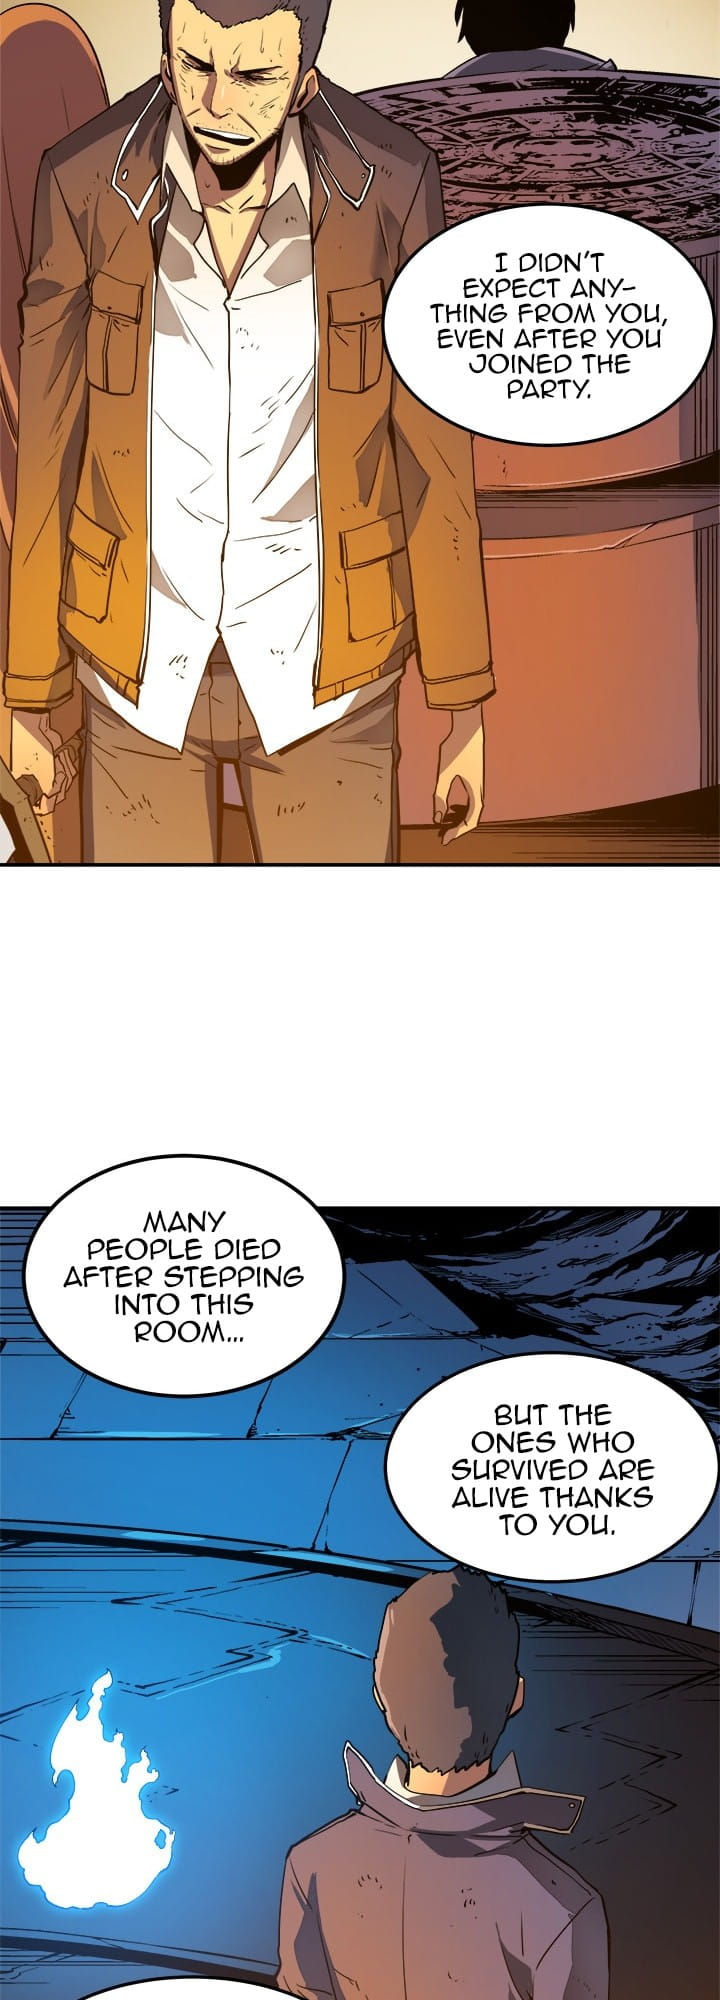 I DIDN'T
EXPECT ANY-
THING FROM YOU,
EVEN AFTER YOU
JOINED THE
PARTY.
MANY
PEOPLE DIED
AFTER STEPPING
INTO THIS
ROOM...
BUT THE
ONES WHO
SURVIVED ARE
ALIVE THANKS
TO YOU.